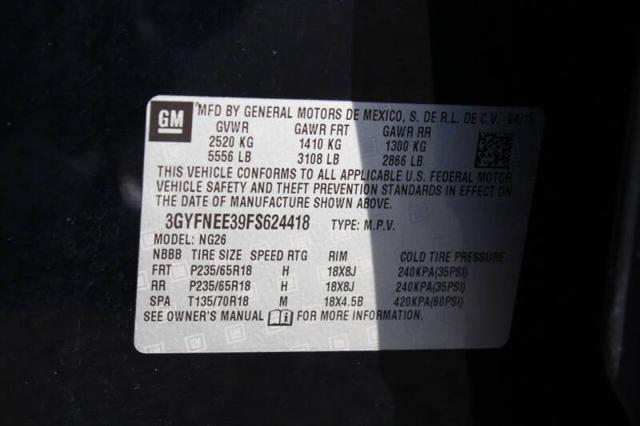 GM
MFD BY GENERAL MOTORS DE MEXICO, S. DE R.L. DE C.V. 04/15
GVWR GAWR FRT GAWR RR
2520 KG 1410 KG 1300 KG
5556 LB 3108 LB 2866 LB
THIS VEHICLE CONFORMS TO ALL APPLICABLE U.S. FEDERAL MOTOR
VEHICLE SAFETY AND THEFT PREVENTION STANDARDS IN EFFECT ON
THE DATE OF MANUFACTURE SHOWN ABOVE.
3GYFNEE39FS624418 TYPE: M.P.V.
MODEL: NG26
NBBB TIRE SIZE SPEED RTG RIM COLD TIRE PRESSURE
FRT P235/65R18 H 18X8J 240KPA(35PSI)
RR P235/65R18 H 18X8J 240KPA(35PSI)
SPA T135/70R18 M 18X4.5B 420KPA(60PSI)
SEE OWNER'S MANUAL FOR MORE INFORMATION.